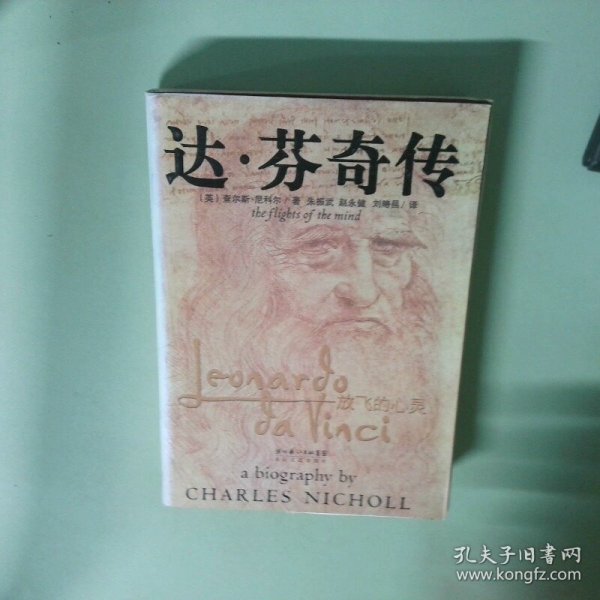 达·芬奇传
〔英〕查尔斯·尼科尔/著 朱振武 赵永健 刘略昌/译
the flights of the mind
Leonardo
放飞的心灵
da Vinci
a biography by
CHARLES NICHOLL
孔夫子旧书网
www.kongfz.com